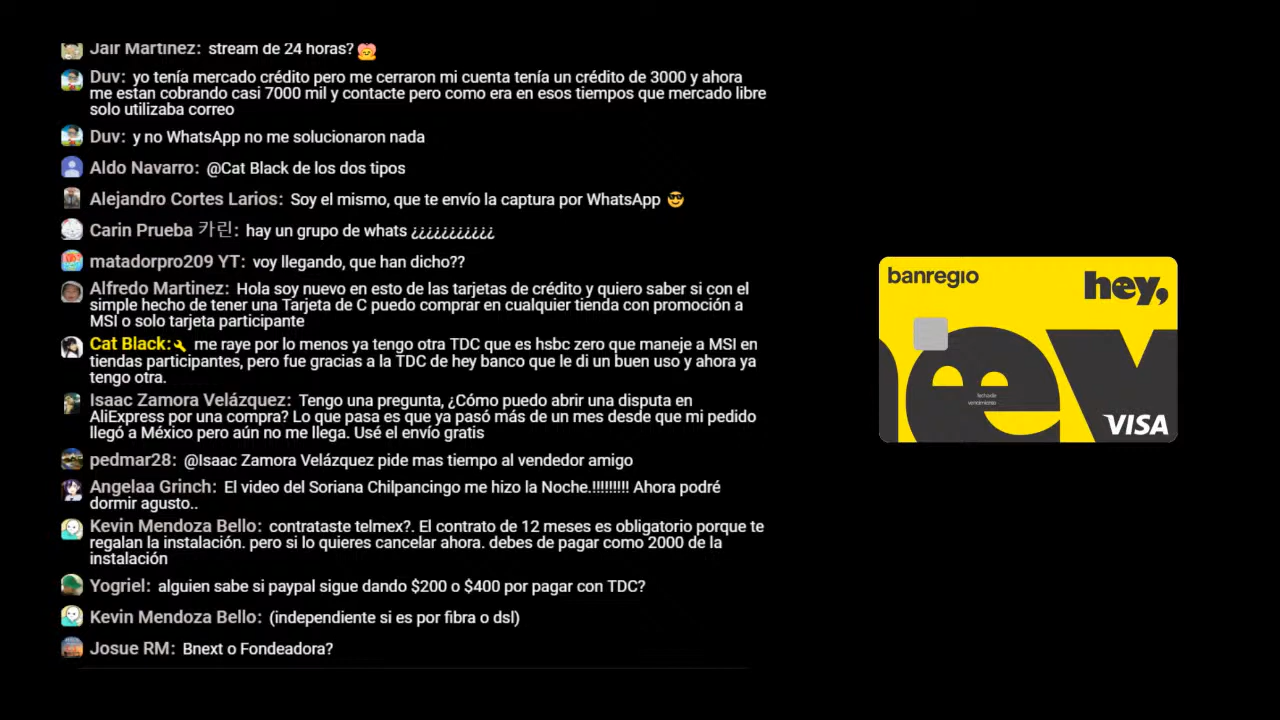 Jair Martinez: stream de 24 horas?
Duv: yo tenía mercado crédito pero me cerraron mi cuenta tenía un crédito de 3000 y ahora
me estan cobrando casi 7000 mil y contacte pero como era en esos tiempos que mercado libre
solo utilizaba correo
Duv: y no WhatsApp no me solucionaron nada
Aldo Navarro: @Cat Black de los dos tipos
Alejandro Cortes Larios: Soy el mismo, que te envío la captura por WhatsApp 😎
Carin Prueba 카린: hay un grupo de whats ¿¿¿¿¿¿¿¿¿¿¿
matadorpro209 YT: voy llegando, que han dicho??
Alfredo Martinez: Hola soy nuevo en esto de las tarjetas de crédito y quiero saber si con el
simple hecho de tener una Tarjeta de C puedo comprar en cualquier tienda con promoción a
MSI o solo tarjeta participante
Cat Black: me raye por lo menos ya tengo otra TDC que es hsbc zero que maneje a MSI en
tiendas participantes, pero fue gracias a la TDC de hey banco que le di un buen uso y ahora ya
tengo otra.
Isaac Zamora Velázquez: Tengo una pregunta, ¿Cómo puedo abrir una disputa en
AliExpress por una compra? Lo que pasa es que ya pasó más de un mes desde que mi pedido
llegó a México pero aún no me llega. Usé el envío gratis
pedmar28: @Isaac Zamora Velázquez pide mas tiempo al vendedor amigo
Angelaa Grinch: El video del Soriana Chilpancingo me hizo la Noche.!!!!!!!!! Ahora podré
dormir agusto..
Kevin Mendoza Bello: contrataste telmex?. El contrato de 12 meses es obligatorio porque te
regalan la instalación. pero si lo quieres cancelar ahora. debes de pagar como 2000 de la
instalación
Yogriel: alguien sabe si paypal sigue dando $200 o $400 por pagar con TDC?
Kevin Mendoza Bello: (independiente si es por fibra o dsl)
Josue RM: Bnext o Fondeadora?
banregio
hey,
VISA